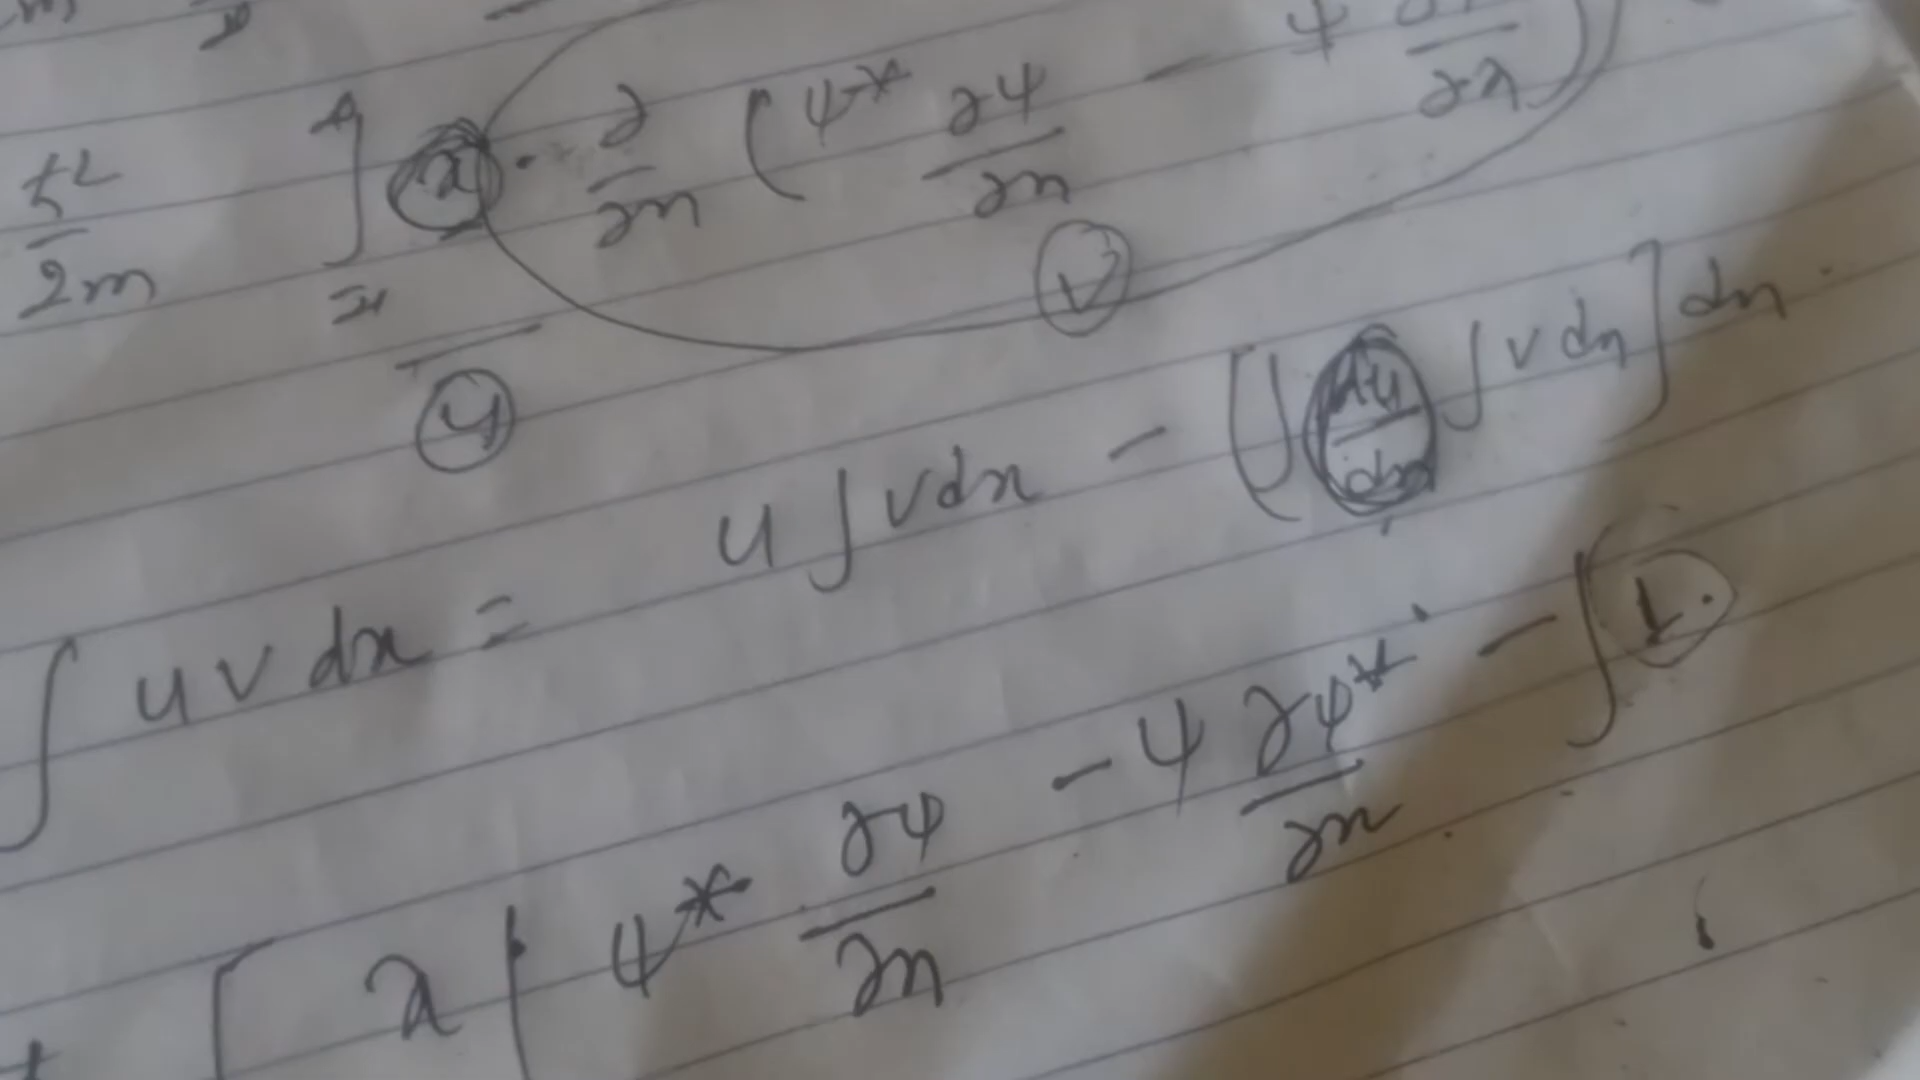 ℏ²/2m ∫ x · ∂/∂x (ψ* ∂ψ/∂x − ψ ∂/∂x)
u v
∫ u v dx = u ∫ v dx − [∫ du/dx ∫ v dx] dx
[ x ( ψ* ∂ψ/∂x − ψ ∂ψ*/∂x − ∫ 1.